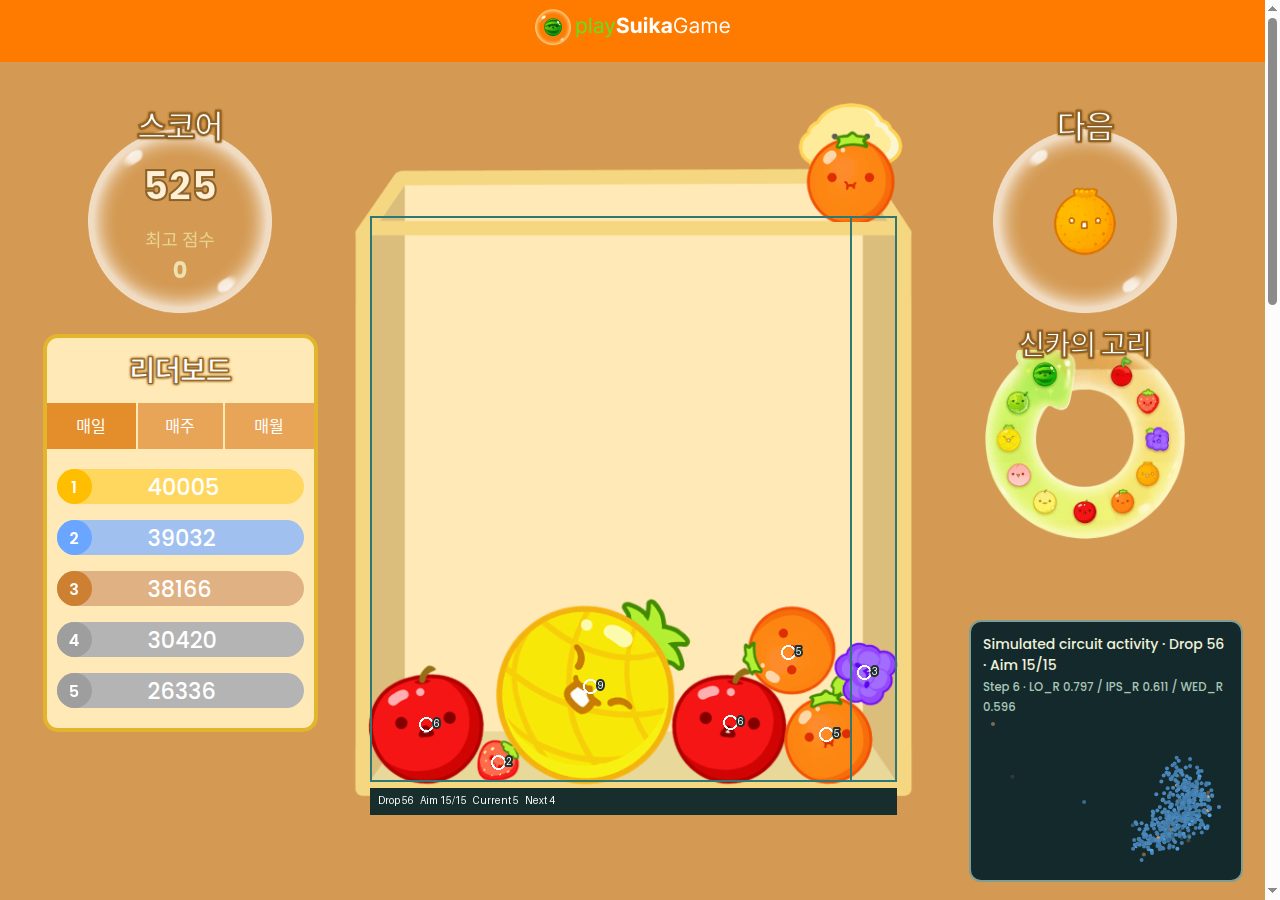 playSuikaGame
스코어
525
최고 점수
0
다음
리더보드
매일 매주 매월
1 40005
2 39032
3 38166
4 30420
5 26336
신카의 고리
5
3
9
6
6
5
2
Drop 56 Aim 15/15 Current 5 Next 4
Simulated circuit activity · Drop 56
· Aim 15/15
Step 6 · LO_R 0.797 / IPS_R 0.611 / WED_R
0.596